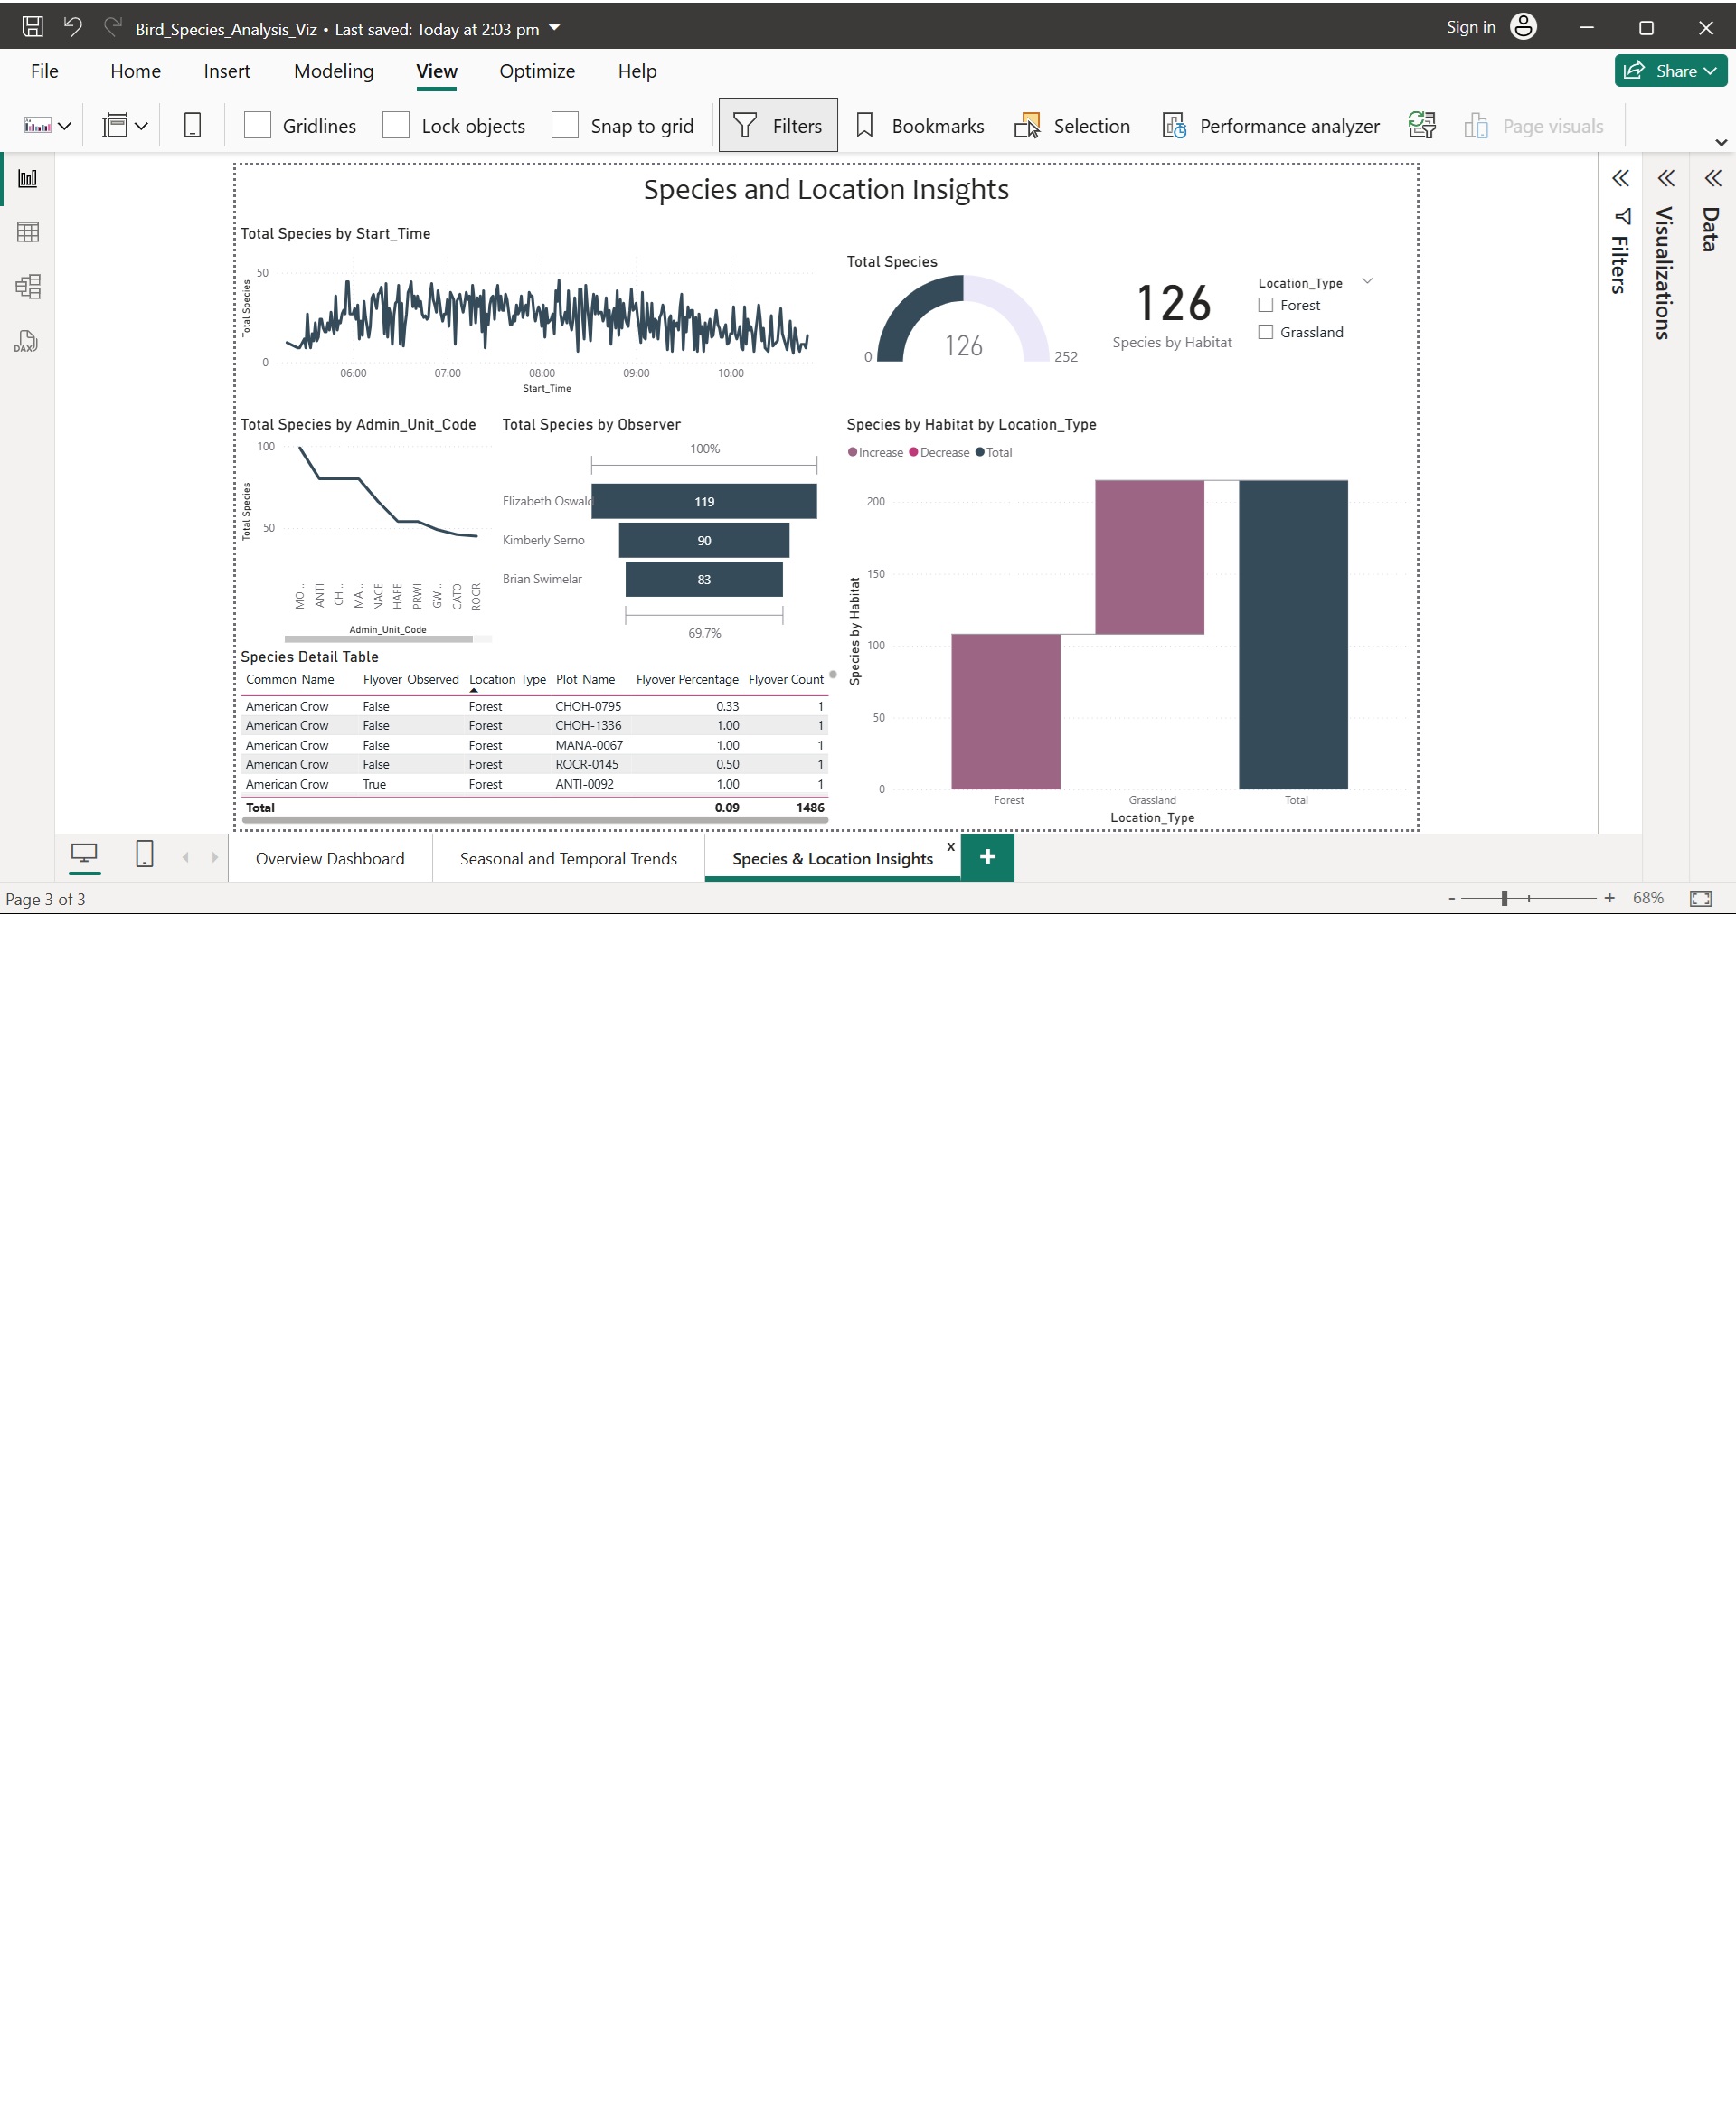 Bird_Species_Analysis_Viz • Last saved: Today at 2:03 pm
Sign in
File Home Insert Modeling View Optimize Help
Share
Gridlines Lock objects Snap to grid Filters Bookmarks Selection Performance analyzer Page visuals
DAX
Species and Location Insights
Total Species by Start_Time
Total Species
50
0
06:00 07:00 08:00 09:00 10:00
Start_Time
Total Species
0 126 252
126
Species by Habitat
Location_Type
Forest
Grassland
Total Species by Admin_Unit_Code
Total Species
100
50
MO... ANTI CH... MA... NACE HAFE PRWI GW... CATO ROCR
Admin_Unit_Code
Total Species by Observer
100%
Elizabeth Oswald 119
Kimberly Serno 90
Brian Swimelar 83
69.7%
Species by Habitat by Location_Type
Increase Decrease Total
Species by Habitat
200
150
100
50
0
Forest Grassland Total
Location_Type
Species Detail Table
Common_Name Flyover_Observed Location_Type Plot_Name Flyover Percentage Flyover Count
American Crow False Forest CHOH-0795 0.33 1
American Crow False Forest CHOH-1336 1.00 1
American Crow False Forest MANA-0067 1.00 1
American Crow False Forest ROCR-0145 0.50 1
American Crow True Forest ANTI-0092 1.00 1
Total 0.09 1486
Filters
Visualizations
Data
Overview Dashboard Seasonal and Temporal Trends Species & Location Insights x +
Page 3 of 3
- + 68%